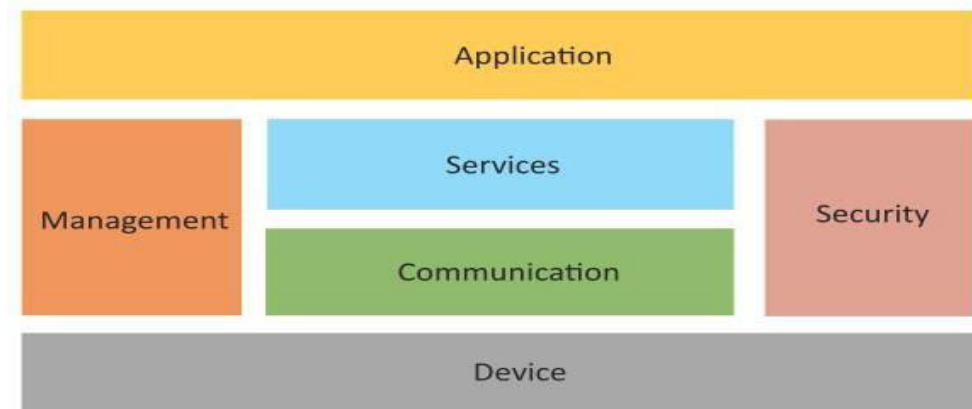 Application
Services
Management
Security
Communication
Device